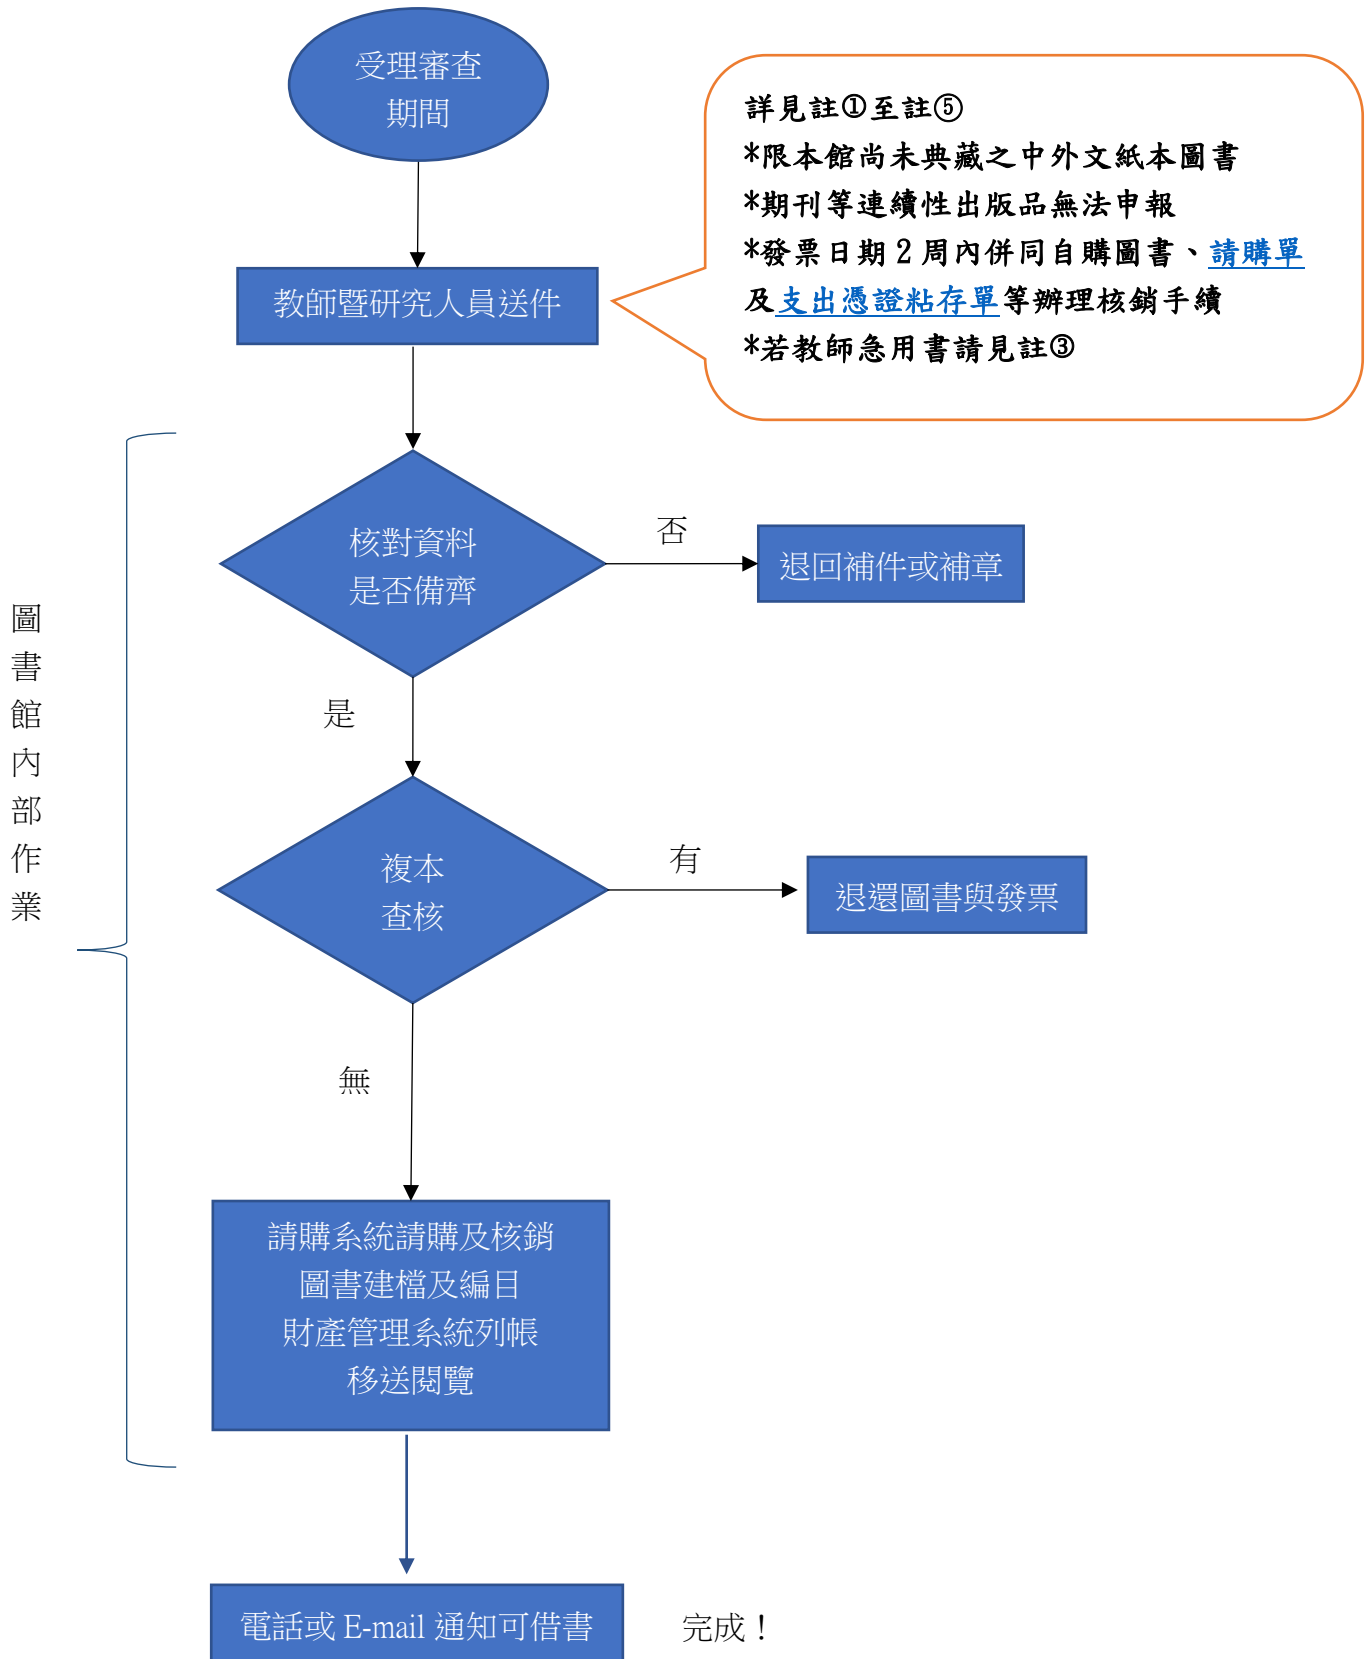 受理審查
期間
詳見註①至註⑤
*限本館尚未典藏之中外文紙本圖書
*期刊等連續性出版品無法申報
*發票日期 2 周內併同自購圖書、請購單
及支出憑證粘存單等辦理核銷手續
*若教師急用書請見註③
教師暨研究人員送件
核對資料
是否備齊
否
退回補件或補章
是
複本
查核
有
退還圖書與發票
無
圖
書
館
內
部
作
業
請購系統請購及核銷
圖書建檔及編目
財產管理系統列帳
移送閱覽
電話或 E-mail 通知可借書
完成！